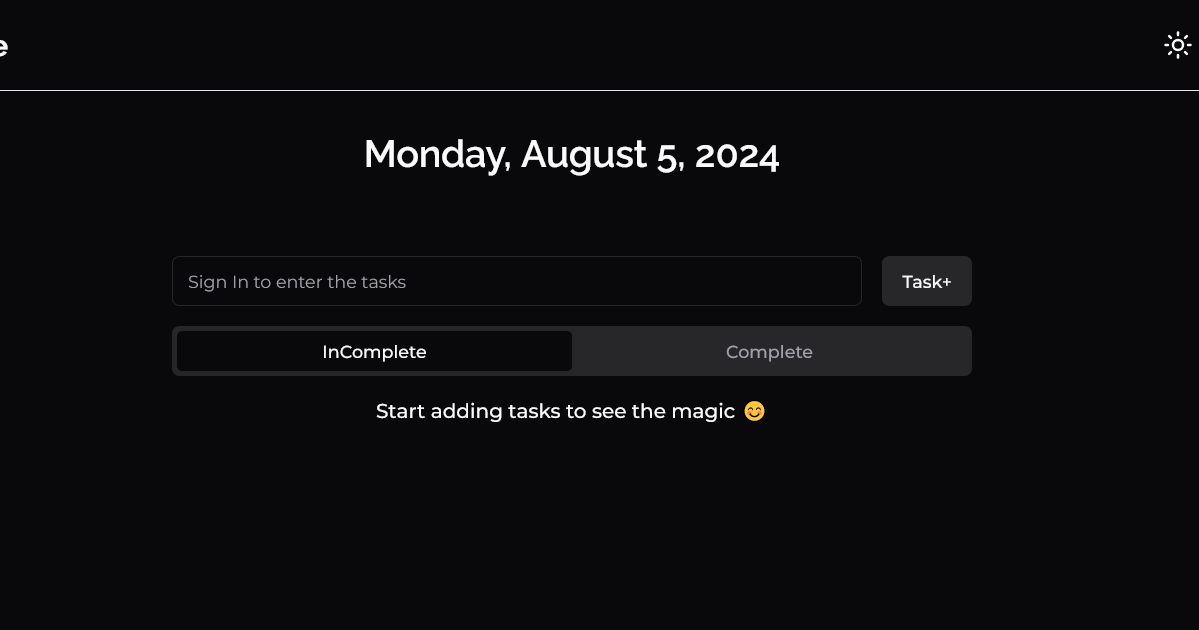 Monday, August 5, 2024
Sign In to enter the tasks
Task+
InComplete
Complete
Start adding tasks to see the magic 😊